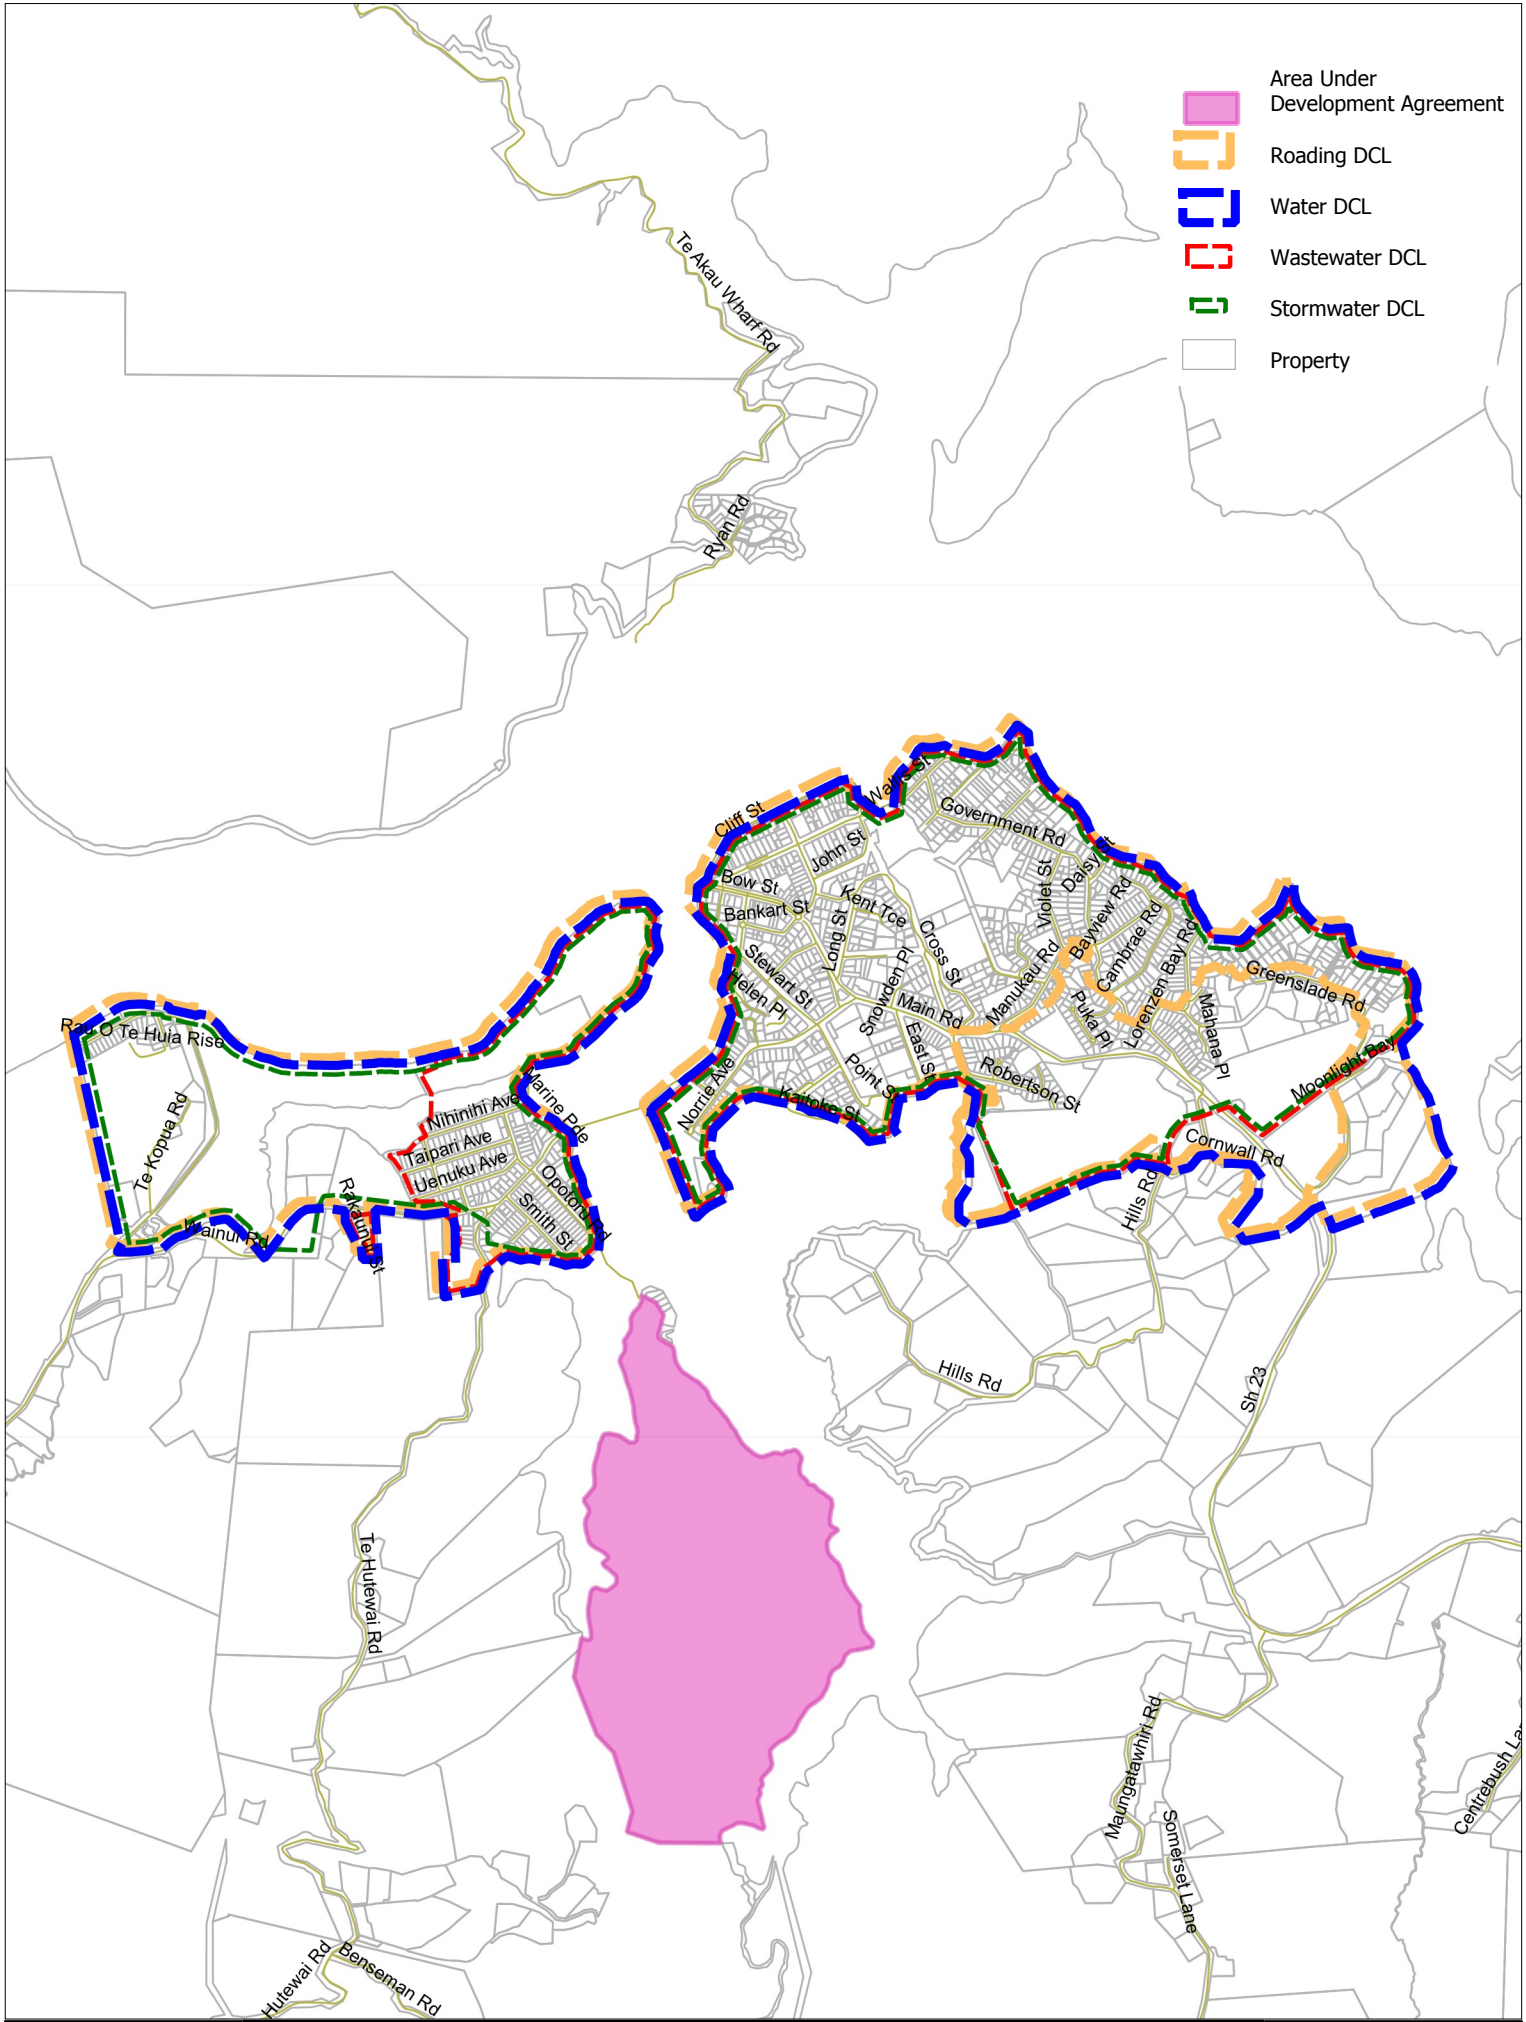 Area Under
Development Agreement
Roading DCL
Water DCL
Wastewater DCL
Stormwater DCL
Property
Te Akau Wharf Rd
Ryan Rd
Wallis St
Cliff St
Government Rd
John St
Daisy St
Bow St
Kent Tce
Violet St
Bayview Rd
Bankart St
Long St
Cambrae Rd
Cross St
Lorenzen Bay Rd
Stewart St
Snowden Pl
Manukau Rd
Greenslade Rd
Helen Pl
Main Rd
Puka Pl
Mahana Pl
Rau O Te Huia Rise
East St
Moonlight Bay
Marine Pde
Norrie Ave
Point St
Robertson St
Nihinihi Ave
Kaitoke St
Te Kopua Rd
Taipari Ave
Cornwall Rd
Uenuku Ave
Opotoru Rd
Hills Rd
Rakaunui St
Smith St
Wainui Rd
Hills Rd
Sh 23
Te Hutewai Rd
Maungatawhiri Rd
Centrebush La
Somerset Lane
Hutewai Rd
Benseman Rd